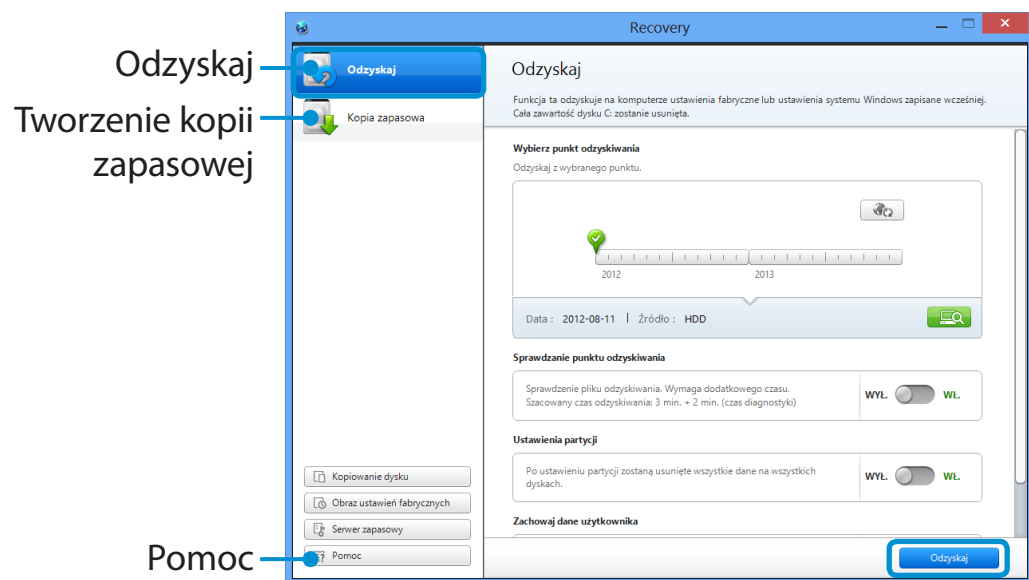 Recovery
Odzyskaj
Tworzenie kopii
zapasowej
Pomoc
Odzyskaj
Kopia zapasowa
Kopiowanie dysku
Obraz ustawień fabrycznych
Serwer zapasowy
Pomoc
Odzyskaj
Funkcja ta odzyskuje na komputerze ustawienia fabryczne lub ustawienia systemu Windows zapisane wcześniej.
Cała zawartość dysku C: zostanie usunięta.
Wybierz punkt odzyskiwania
Odzyskaj z wybranego punktu.
2012 2013
Data : 2012-08-11 | Źródło : HDD
Sprawdzanie punktu odzyskiwania
Sprawdzenie pliku odzyskiwania. Wymaga dodatkowego czasu.
Szacowany czas odzyskiwania: 3 min. + 2 min. (czas diagnostyki)
WYŁ. WŁ.
Ustawienia partycji
Po ustawieniu partycji zostaną usunięte wszystkie dane na wszystkich
dyskach.
WYŁ. WŁ.
Zachowaj dane użytkownika
Odzyskaj